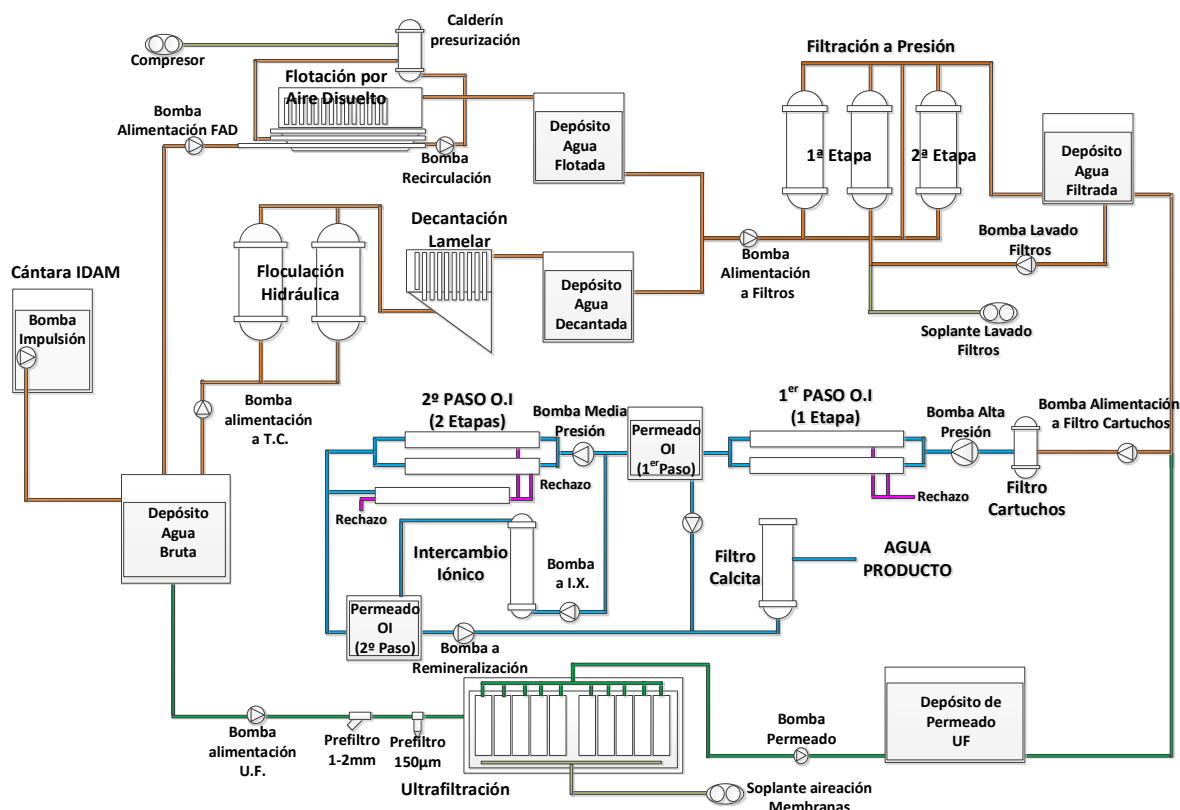 Calderín
presurización
Compresor
Flotación por
Aire Disuelto
Bomba
Alimentación FAD
Bomba
Recirculación
Depósito
Agua
Flotada
Filtración a Presión
1ª Etapa
2ª Etapa
Depósito
Agua
Filtrada
Bomba Lavado
Filtros
Bomba
Alimentación
a Filtros
Soplante Lavado
Filtros
Decantación
Lamelar
Floculación
Hidráulica
Depósito
Agua
Decantada
Cántara IDAM
Bomba
Impulsión
Bomba
alimentación
a T.C.
2º PASO O.I
(2 Etapas)
Bomba Media
Presión
Permeado
OI
(1er Paso)
1er PASO O.I
(1 Etapa)
Bomba Alta
Presión
Bomba Alimentación
a Filtro Cartuchos
Rechazo
Rechazo
Rechazo
Filtro
Cartuchos
Depósito
Agua
Bruta
Intercambio
Iónico
Bomba
a I.X.
Filtro
Calcita
AGUA
PRODUCTO
Permeado
OI
(2º Paso)
Bomba a
Remineralización
Bomba
alimentación
U.F.
Prefiltro
1-2mm
Prefiltro
150µm
Ultrafiltración
Bomba
Permeado
Depósito de
Permeado
UF
Soplante aireación
Membranas